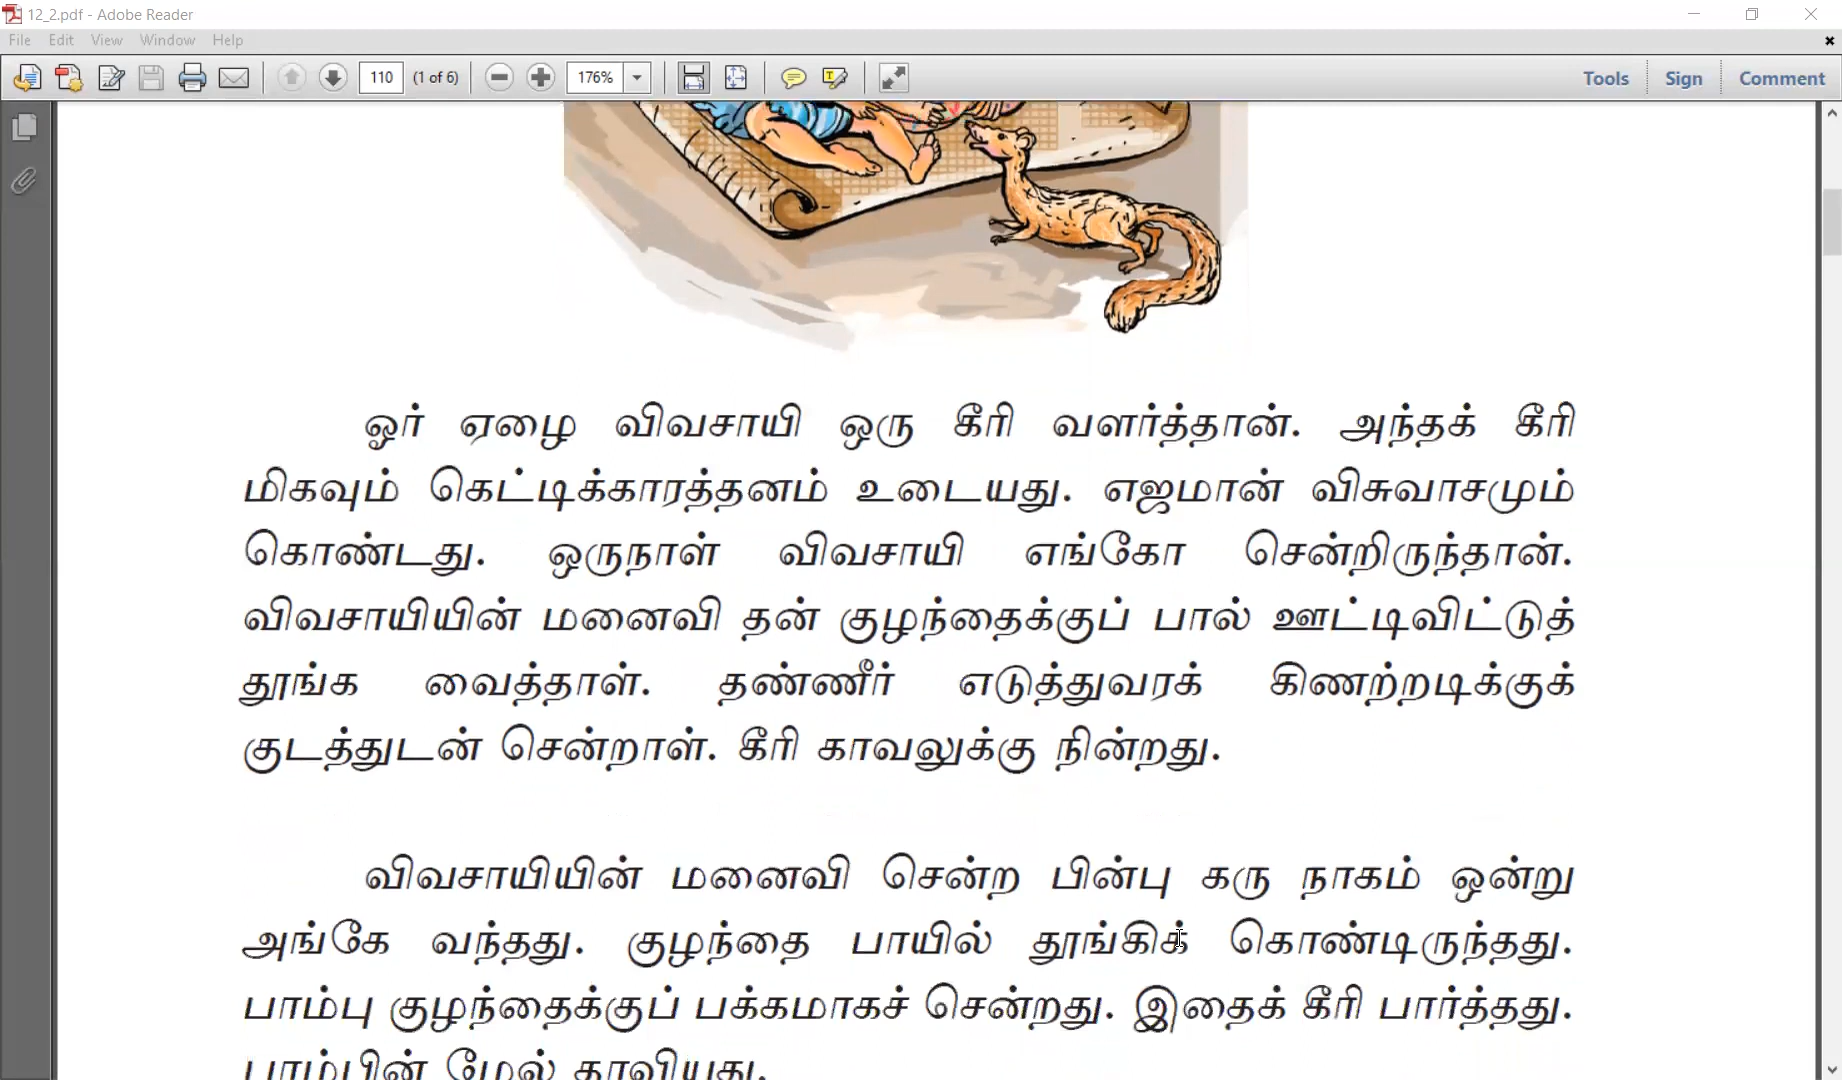 12_2.pdf - Adobe Reader
File Edit View Window Help
110 (1 of 6) 176% Tools Sign Comment
ஓர் ஏழை விவசாயி ஒரு கீரி வளர்த்தான். அந்தக் கீரி
மிகவும் கெட்டிக்காரத்தனம் உடையது. எஜமான் விசுவாசமும்
கொண்டது. ஒருநாள் விவசாயி எங்கோ சென்றிருந்தான்.
விவசாயியின் மனைவி தன் குழந்தைக்குப் பால் ஊட்டிவிட்டுத்
தூங்க வைத்தாள். தண்ணீர் எடுத்துவரக் கிணற்றடிக்குக்
குடத்துடன் சென்றாள். கீரி காவலுக்கு நின்றது.
விவசாயியின் மனைவி சென்ற பின்பு கரு நாகம் ஒன்று
அங்கே வந்தது. குழந்தை பாயில் தூங்கிக் கொண்டிருந்தது.
பாம்பு குழந்தைக்குப் பக்கமாகச் சென்றது. இதைக் கீரி பார்த்தது.
பாம்பின் மேல் தாவியது.